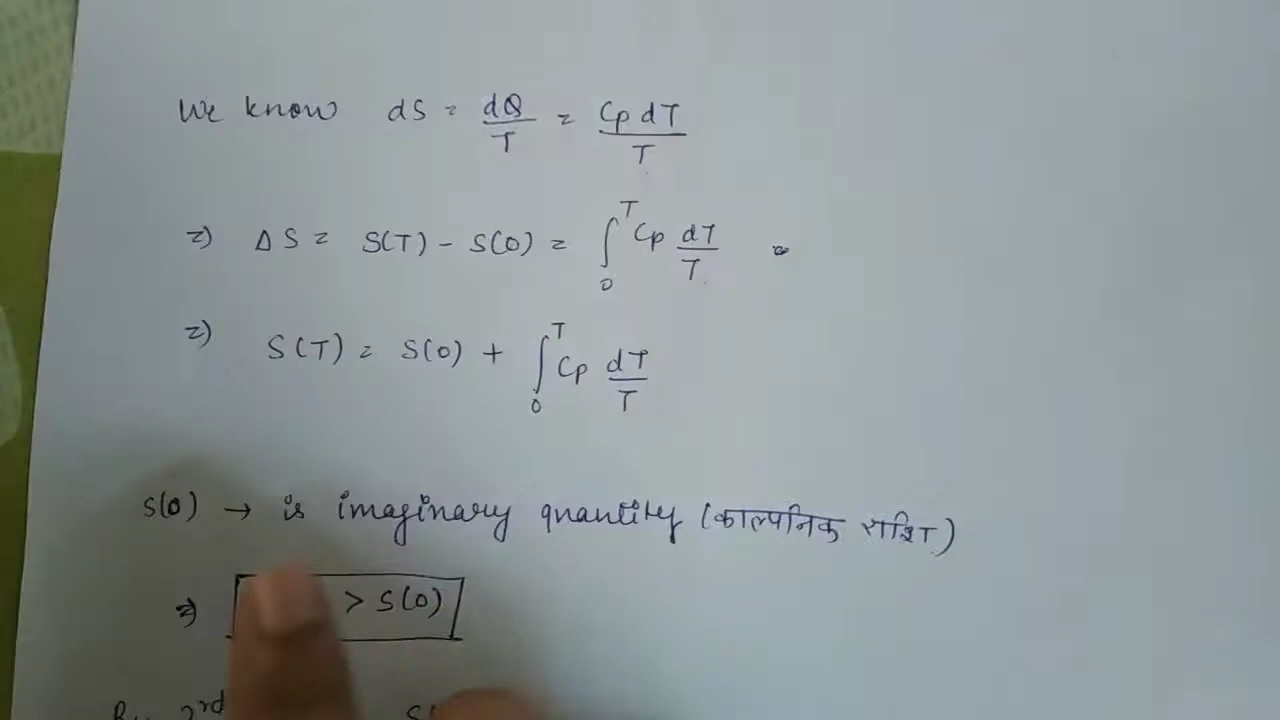 We know dS = dQ/T = Cp dT/T
=) ΔS = S(T) - S(0) = ∫₀ᵀ Cp dT/T
=) S(T) = S(0) + ∫₀ᵀ Cp dT/T
S(0) → is imaginary quantity (काल्पनिक राशि)
=) > S(0)